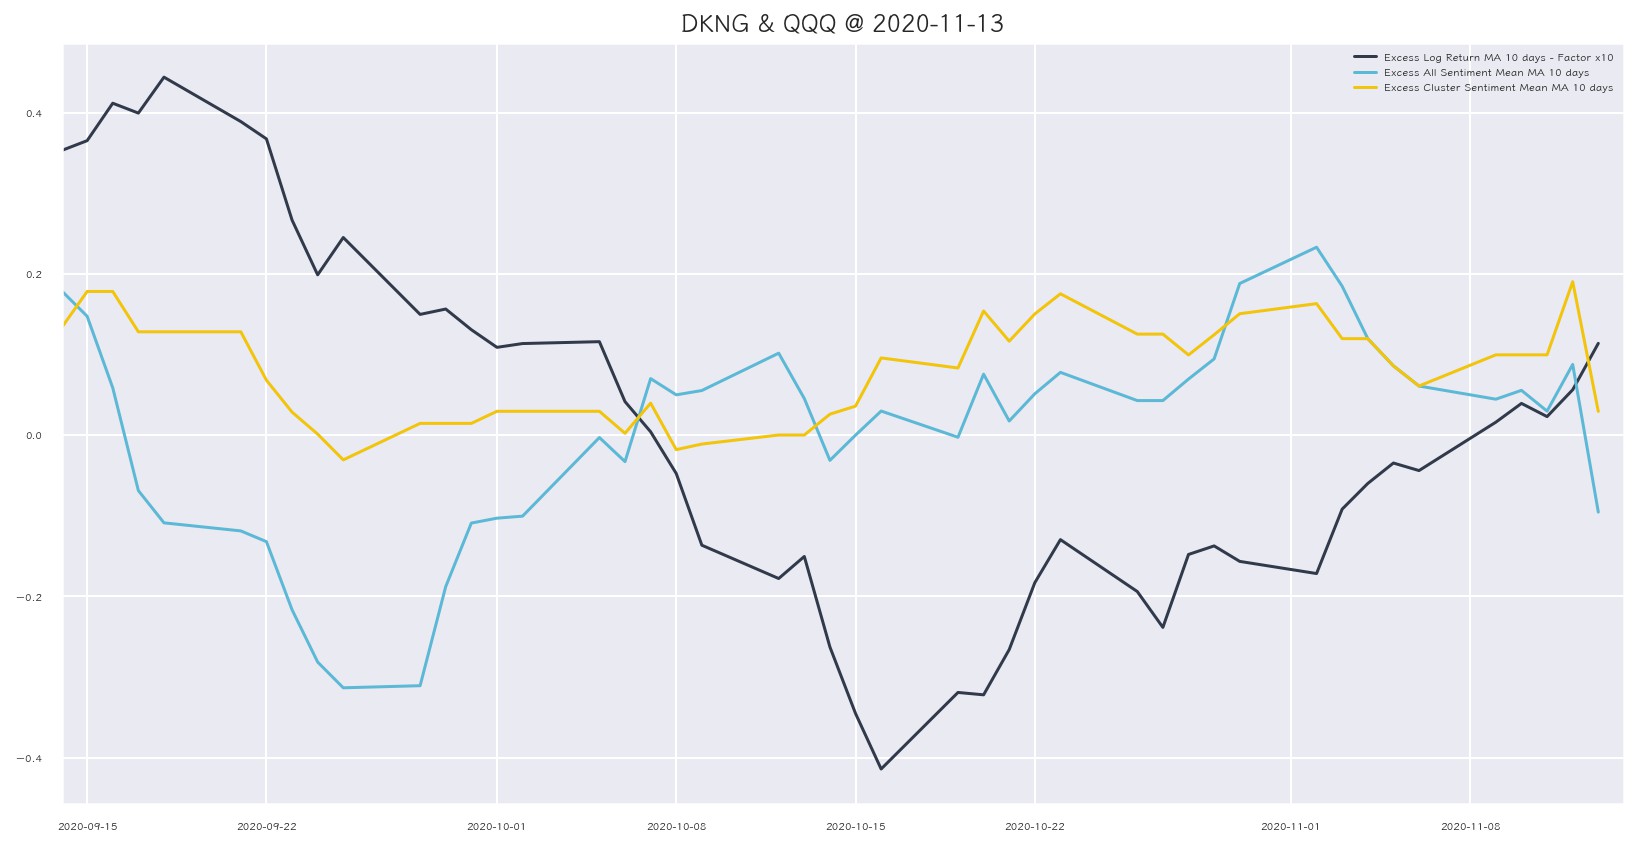 DKNG & QQQ @ 2020-11-13
Excess Log Return MA 10 days - Factor x10
Excess All Sentiment Mean MA 10 days
Excess Cluster Sentiment Mean MA 10 days
0.4
0.2
0.0
−0.2
−0.4
2020-09-15 2020-09-22 2020-10-01 2020-10-08 2020-10-15 2020-10-22 2020-11-01 2020-11-08